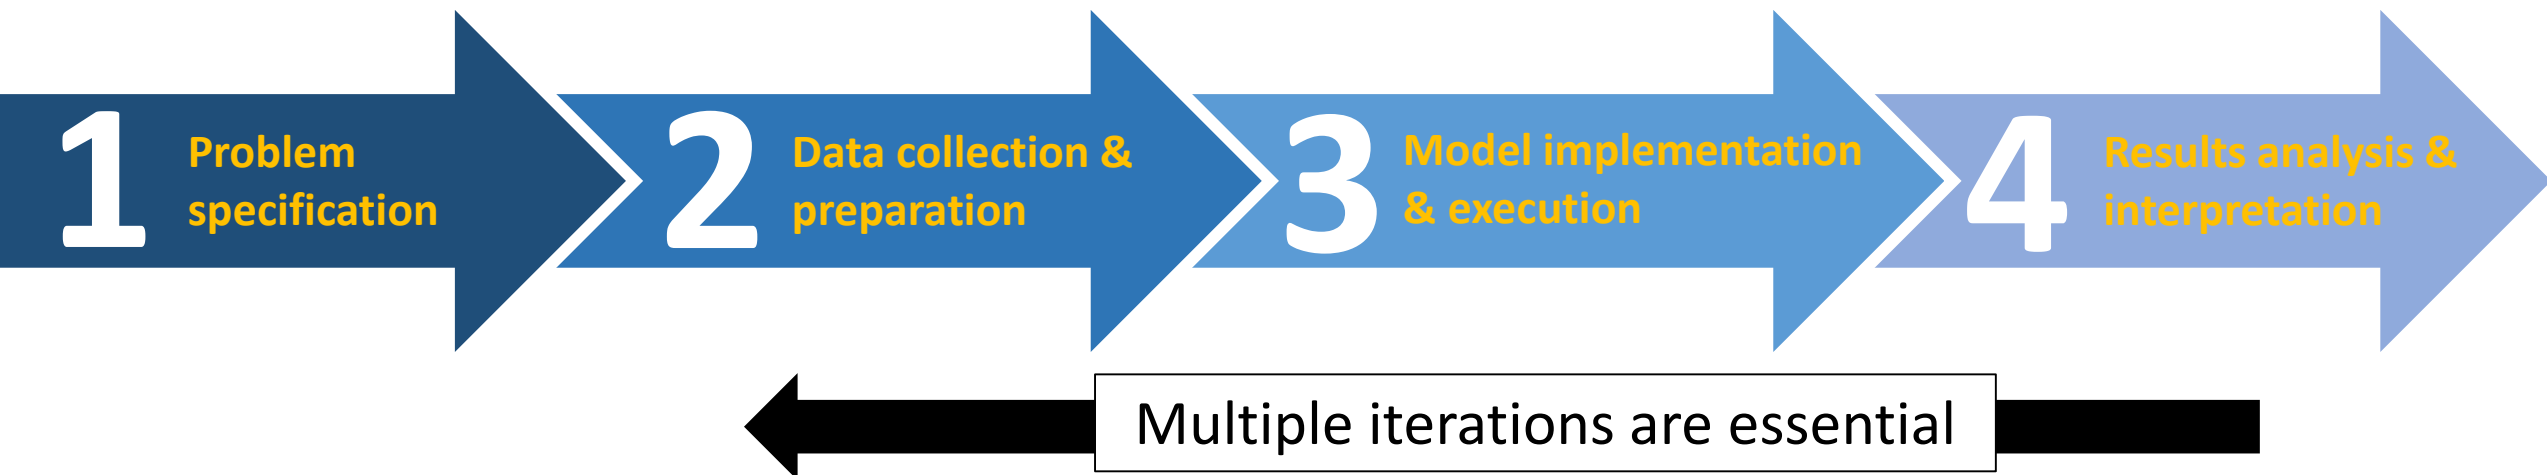 1
Problem
specification
2
Data collection &
preparation
3
Model implementation
& execution
4
Results analysis &
interpretation
Multiple iterations are essential